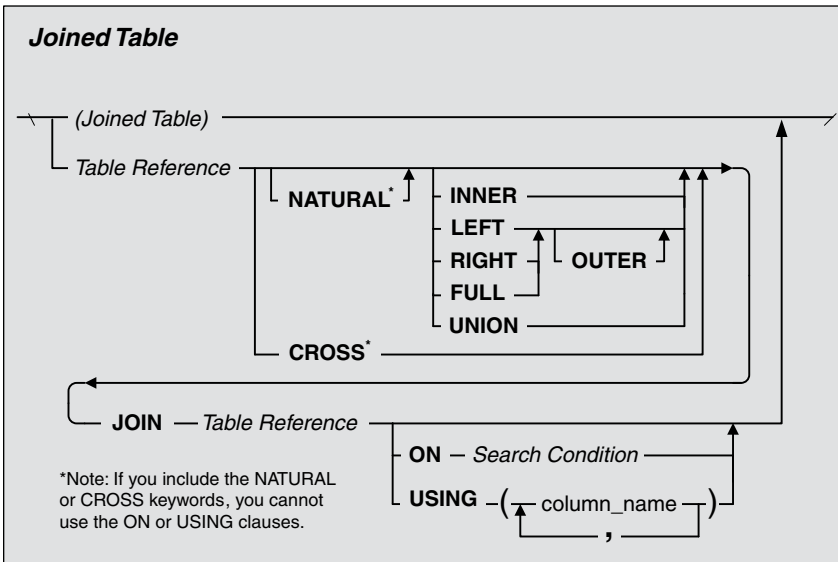 Joined Table
(Joined Table)
Table Reference
NATURAL*
INNER
LEFT
OUTER
RIGHT
FULL
UNION
CROSS*
JOIN Table Reference
ON Search Condition
USING ( column_name )
,
*Note: If you include the NATURAL
or CROSS keywords, you cannot
use the ON or USING clauses.